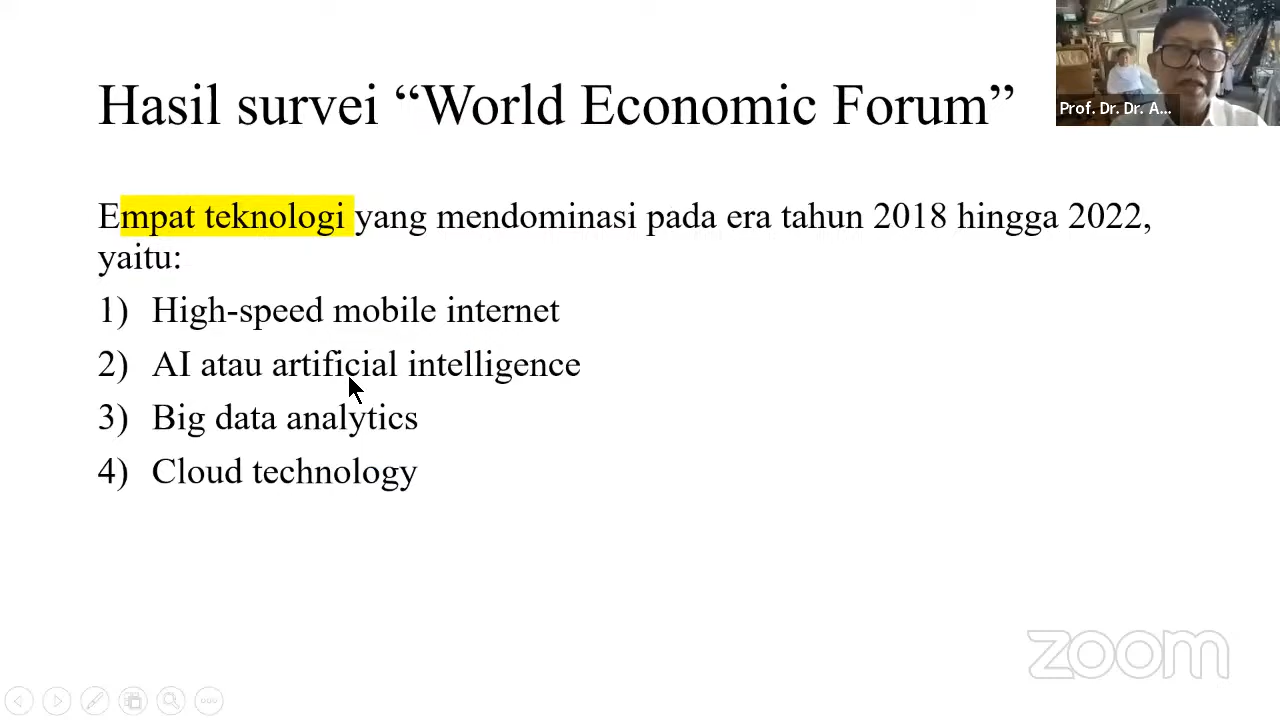 Hasil survei “World Economic Forum”
Prof. Dr. Dr. A...
Empat teknologi yang mendominasi pada era tahun 2018 hingga 2022,
yaitu:
1) High-speed mobile internet
2) AI atau artificial intelligence
3) Big data analytics
4) Cloud technology
zoom